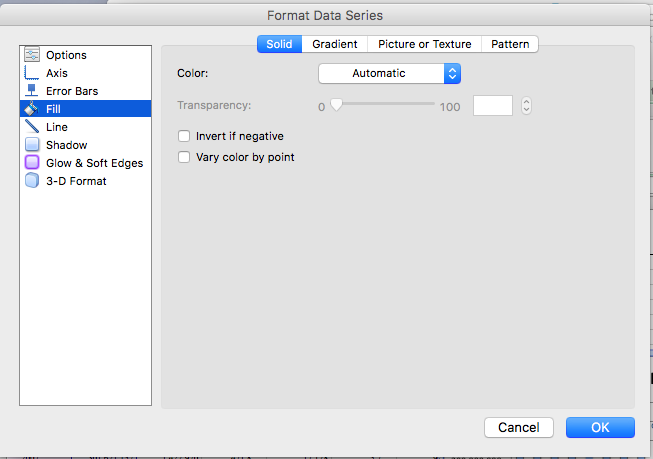 Format Data Series
Options
Axis
Error Bars
Fill
Line
Shadow
Glow & Soft Edges
3-D Format
Solid Gradient Picture or Texture Pattern
Color: Automatic
Transparency: 0 100
Invert if negative
Vary color by point
Cancel OK